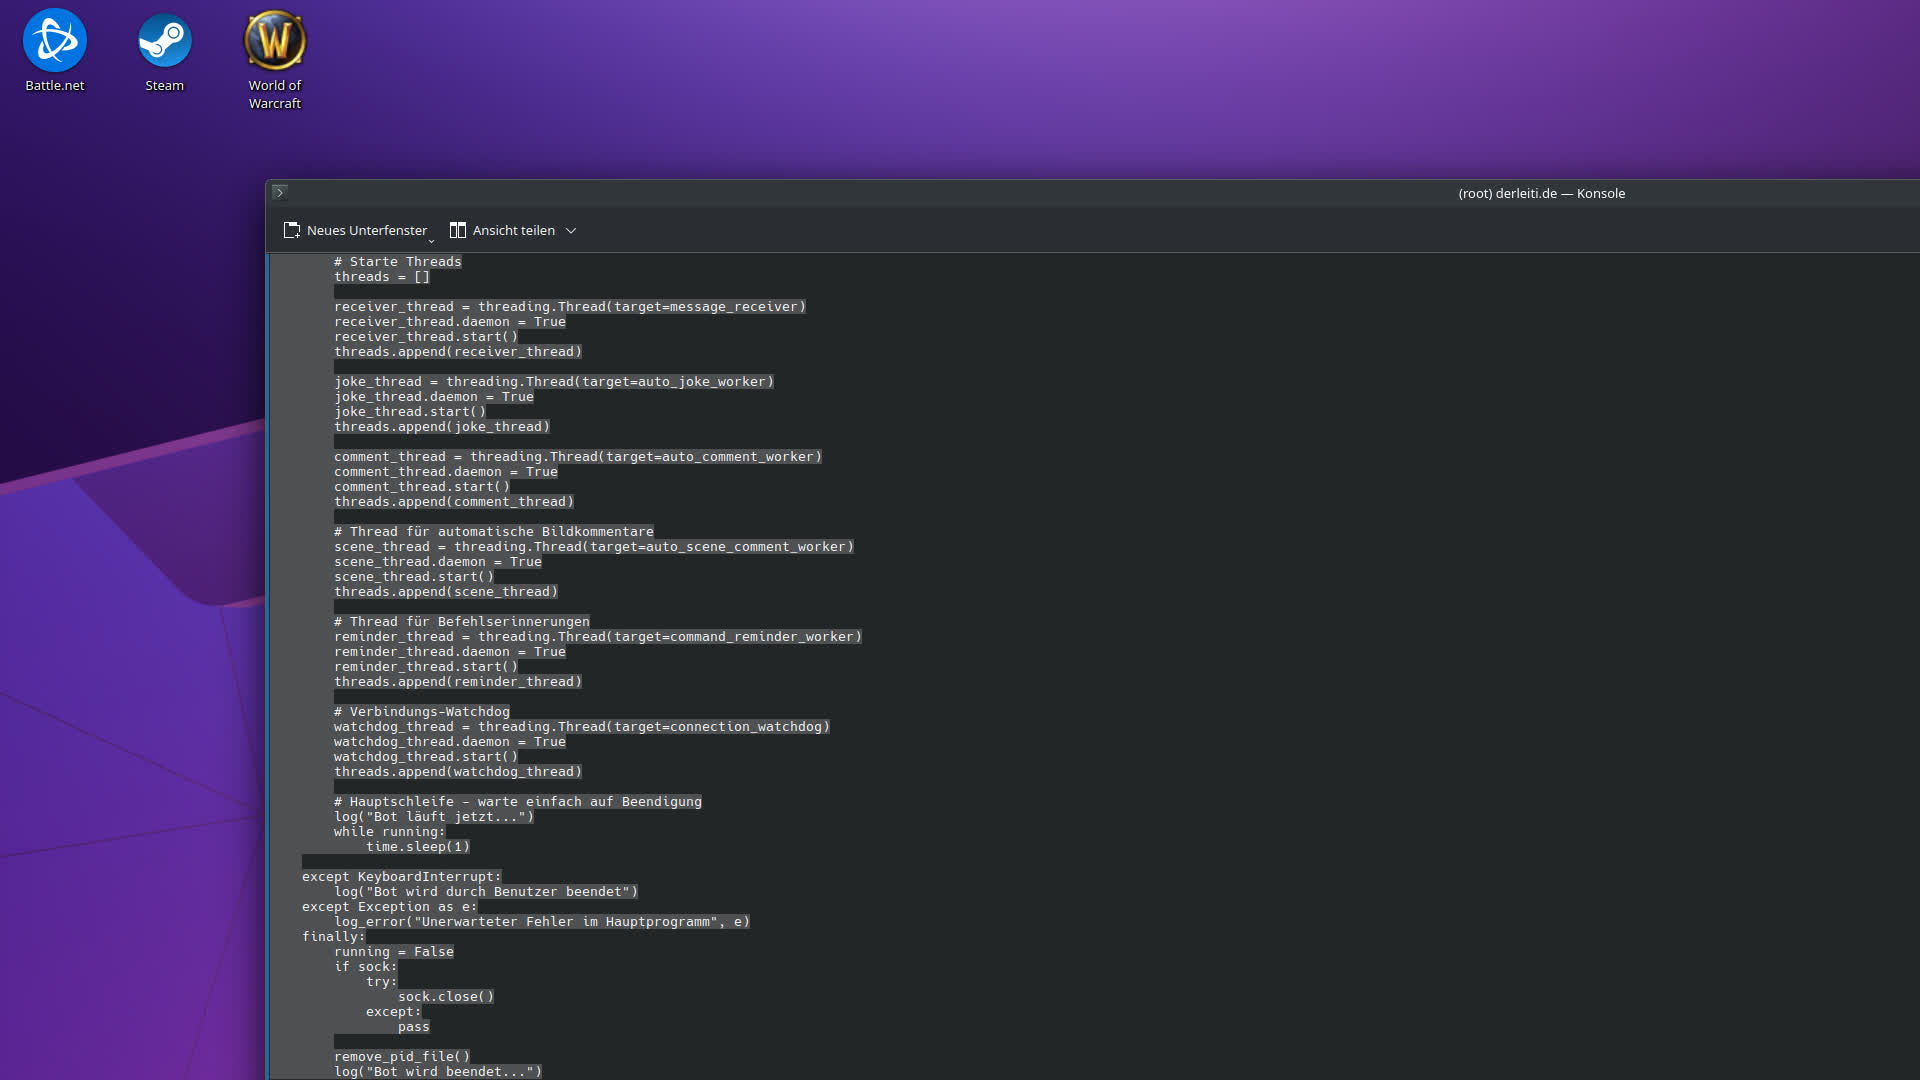 Battle.net
Steam
World of
Warcraft
(root) derleiti.de — Konsole
Neues Unterfenster
Ansicht teilen
# Starte Threads
threads = []
receiver_thread = threading.Thread(target=message_receiver)
receiver_thread.daemon = True
receiver_thread.start()
threads.append(receiver_thread)
joke_thread = threading.Thread(target=auto_joke_worker)
joke_thread.daemon = True
joke_thread.start()
threads.append(joke_thread)
comment_thread = threading.Thread(target=auto_comment_worker)
comment_thread.daemon = True
comment_thread.start()
threads.append(comment_thread)
# Thread für automatische Bildkommentare
scene_thread = threading.Thread(target=auto_scene_comment_worker)
scene_thread.daemon = True
scene_thread.start()
threads.append(scene_thread)
# Thread für Befehlserinnerungen
reminder_thread = threading.Thread(target=command_reminder_worker)
reminder_thread.daemon = True
reminder_thread.start()
threads.append(reminder_thread)
# Verbindungs-Watchdog
watchdog_thread = threading.Thread(target=connection_watchdog)
watchdog_thread.daemon = True
watchdog_thread.start()
threads.append(watchdog_thread)
# Hauptschleife - warte einfach auf Beendigung
log("Bot läuft jetzt...")
while running:
time.sleep(1)
except KeyboardInterrupt:
log("Bot wird durch Benutzer beendet")
except Exception as e:
log_error("Unerwarteter Fehler im Hauptprogramm", e)
finally:
running = False
if sock:
try:
sock.close()
except:
pass
remove_pid_file()
log("Bot wird beendet...")